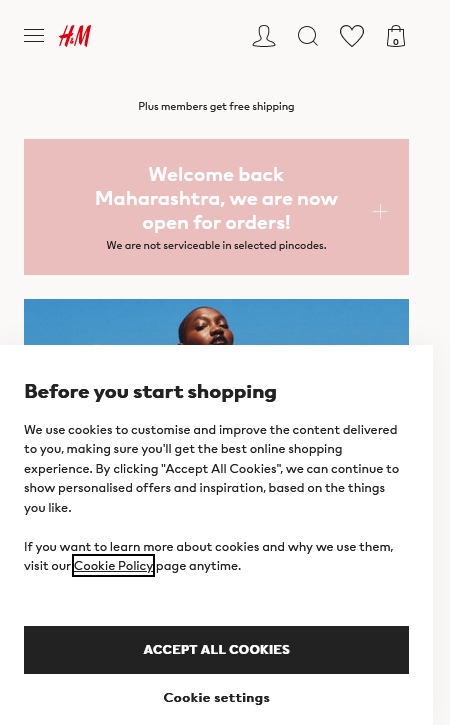 H&M
0
Plus members get free shipping
Welcome back
Maharashtra, we are now
open for orders!
We are not serviceable in selected pincodes.
Before you start shopping
We use cookies to customise and improve the content delivered
to you, making sure you'll get the best online shopping
experience. By clicking "Accept All Cookies", we can continue to
show personalised offers and inspiration, based on the things
you like.
If you want to learn more about cookies and why we use them,
visit our Cookie Policy page anytime.
ACCEPT ALL COOKIES
Cookie settings